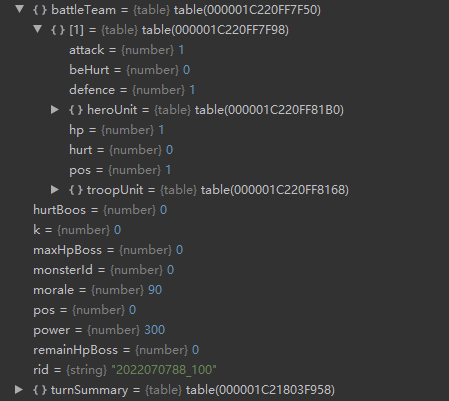 battleTeam = {table} table(000001C220FF7F50)
[1] = {table} table(000001C220FF7F98)
attack = {number} 1
beHurt = {number} 0
defence = {number} 1
heroUnit = {table} table(000001C220FF81B0)
hp = {number} 1
hurt = {number} 0
pos = {number} 1
troopUnit = {table} table(000001C220FF8168)
hurtBoos = {number} 0
k = {number} 0
maxHpBoss = {number} 0
monsterId = {number} 0
morale = {number} 90
pos = {number} 0
power = {number} 300
remainHpBoss = {number} 0
rid = {string} "2022070788_100"
turnSummary = {table} table(000001C21803F958)